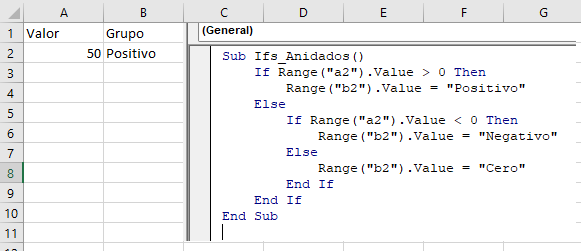 A B C D E F G
1 Valor Grupo
2 50 Positivo
3
4
5
6
7
8
9
10
11
(General)
Sub Ifs_Anidados()
    If Range("a2").Value > 0 Then
        Range("b2").Value = "Positivo"
    Else
        If Range("a2").Value < 0 Then
            Range("b2").Value = "Negativo"
        Else
            Range("b2").Value = "Cero"
        End If
    End If
End Sub